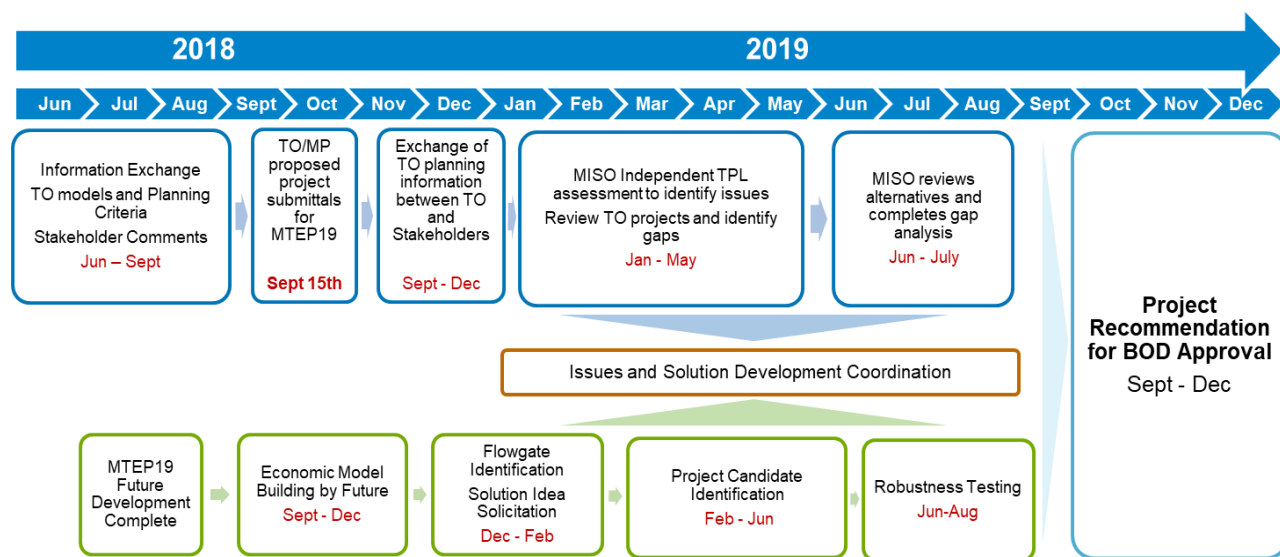 2018
2019
Jun
Jul
Aug
Sept
Oct
Nov
Dec
Jan
Feb
Mar
Apr
May
Jun
Jul
Aug
Sept
Oct
Nov
Dec
Information Exchange
TO models and Planning
Criteria
Stakeholder Comments
Jun – Sept
TO/MP
proposed
project
submittals
for
MTEP19
Sept 15th
Exchange of
TO planning
information
between TO
and
Stakeholders
Sept - Dec
MISO Independent TPL
assessment to identify issues
Review TO projects and identify
gaps
Jan - May
MISO reviews
alternatives and
completes gap
analysis
Jun - July
Project
Recommendation
for BOD Approval
Sept - Dec
Issues and Solution Development Coordination
MTEP19
Future
Development
Complete
Economic Model
Building by Future
Sept - Dec
Flowgate
Identification
Solution Idea
Solicitation
Dec - Feb
Project Candidate
Identification
Feb - Jun
Robustness Testing
Jun-Aug